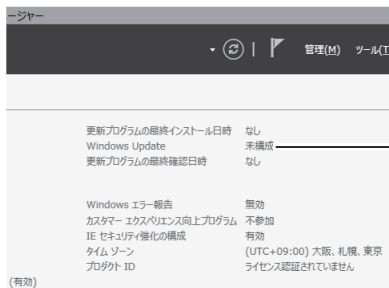 ージャー
管理(M) ツール(T
更新プログラムの最終インストール日時 なし
Windows Update 未構成
更新プログラムの最終確認日時 なし
Windows エラー報告 無効
カスタマー エクスペリエンス向上プログラム 不参加
IE セキュリティ強化の構成 有効
タイム ゾーン (UTC+09:00) 大阪、札幌、東京
プロダクト ID ライセンス認証されていません
(有効)